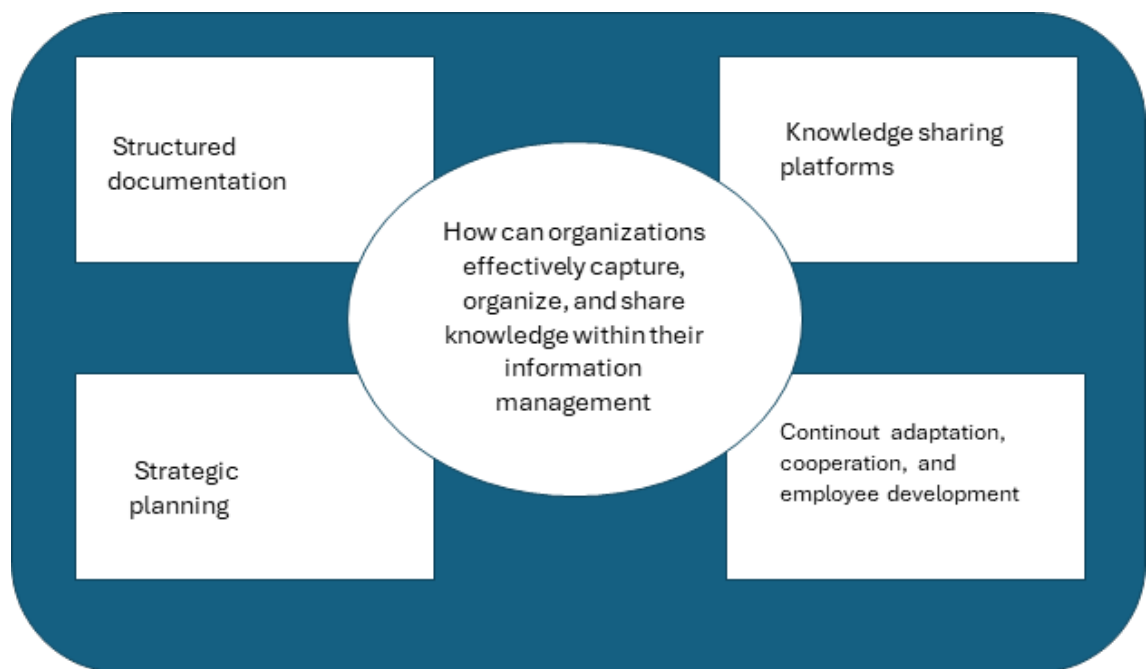 Structured
documentation
Knowledge sharing
platforms
How can organizations
effectively capture,
organize, and share
knowledge within their
information
management
Strategic
planning
Continout adaptation,
cooperation, and
employee development